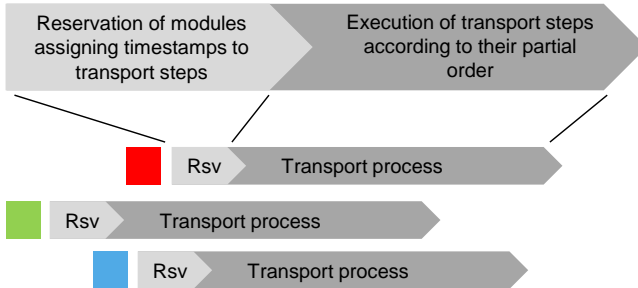 Reservation of modules
assigning timestamps to
transport steps
Execution of transport steps
according to their partial
order
Rsv
Transport process
Rsv
Transport process
Rsv
Transport process